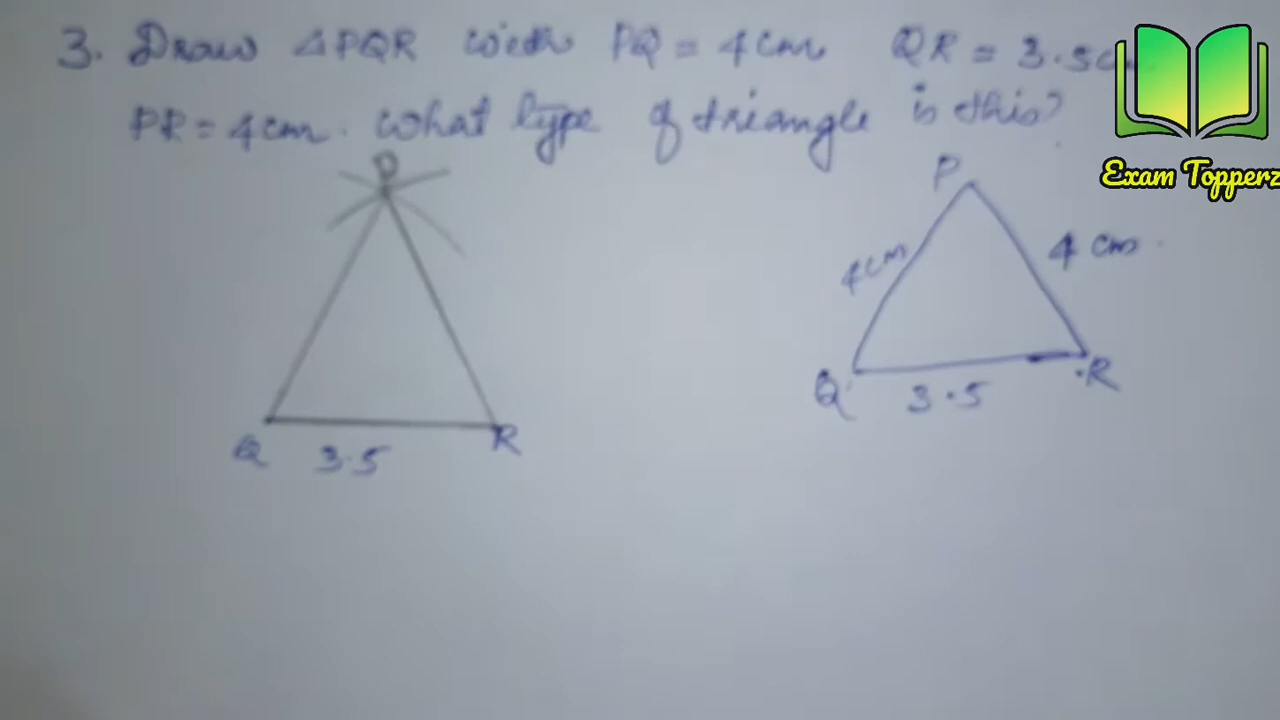 3. Draw △PQR with PQ = 4cm QR = 3.5cm
PR = 4cm. What type of triangle is this?
Exam Topperz
P
P
4cm
4 cm
Q
3.5
R
Q
3.5
R